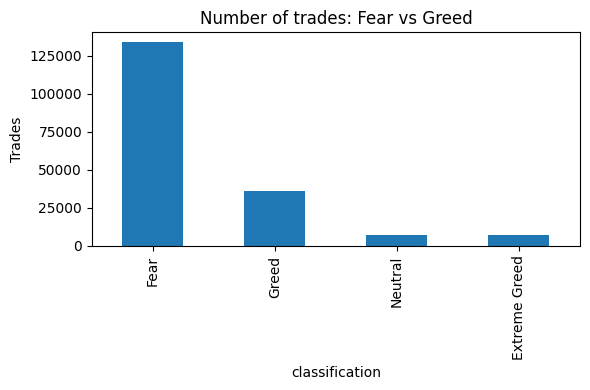 Number of trades: Fear vs Greed
Trades
125000
100000
75000
50000
25000
0
Fear
Greed
Neutral
Extreme Greed
classification